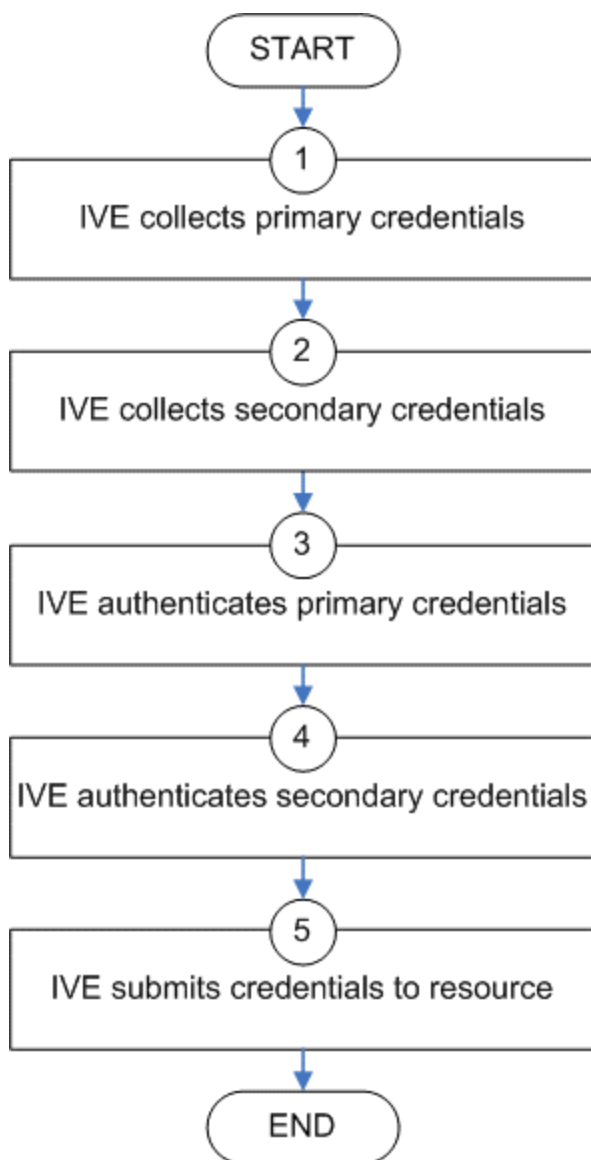 START
1
IVE collects primary credentials
2
IVE collects secondary credentials
3
IVE authenticates primary credentials
4
IVE authenticates secondary credentials
5
IVE submits credentials to resource
END